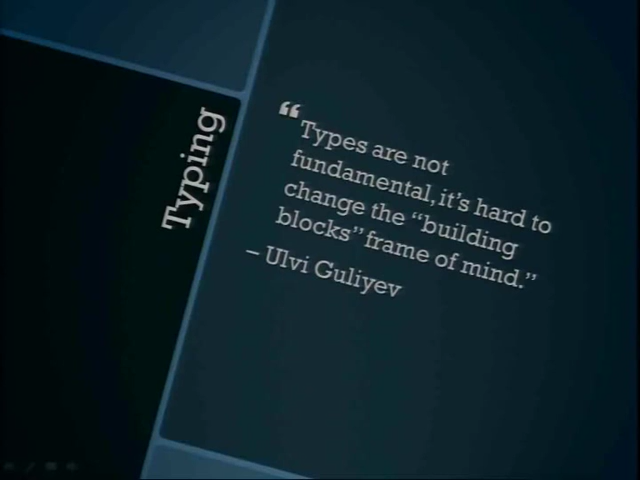 Typing
“Types are not
fundamental, it's hard to
change the “building
blocks” frame of mind.”
– Ulvi Guliyev